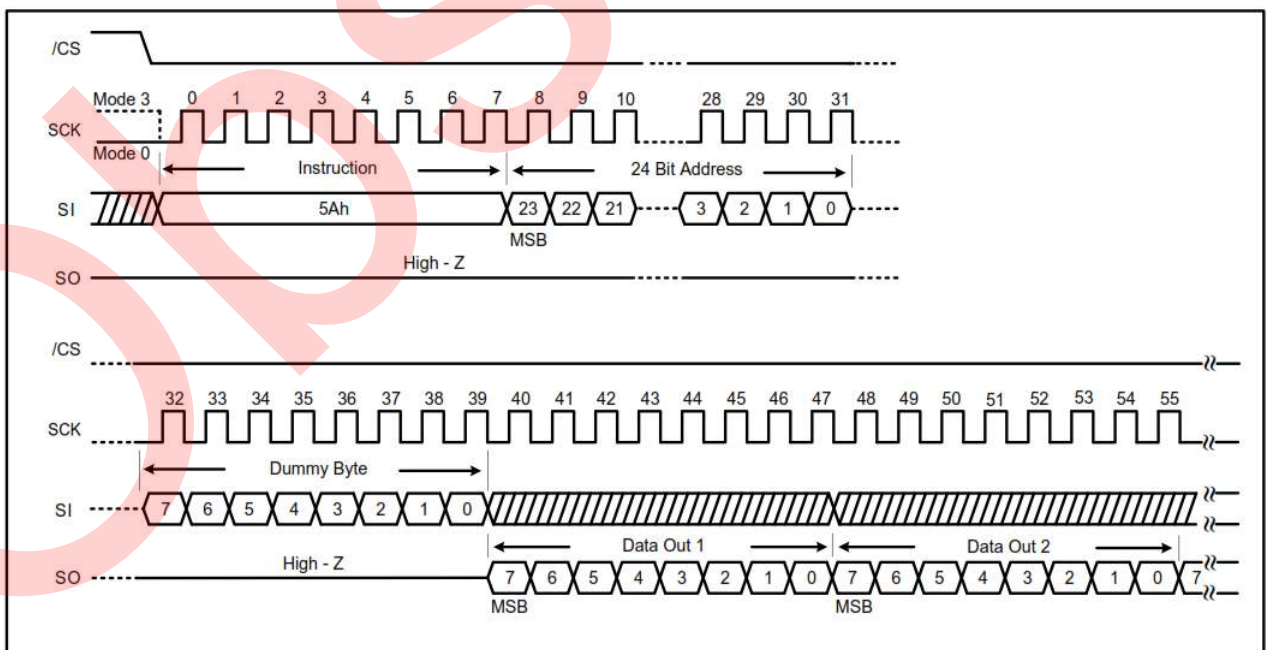 /CS
Mode 3 0 1 2 3 4 5 6 7 8 9 10 28 29 30 31
SCK
Mode 0
Instruction 24 Bit Address
SI 5Ah 23 22 21 3 2 1 0
MSB
High - Z
SO
/CS
32 33 34 35 36 37 38 39 40 41 42 43 44 45 46 47 48 49 50 51 52 53 54 55
SCK
Dummy Byte
SI 7 6 5 4 3 2 1 0
Data Out 1 Data Out 2
High - Z
SO 7 6 5 4 3 2 1 0 7 6 5 4 3 2 1 0 7
MSB MSB